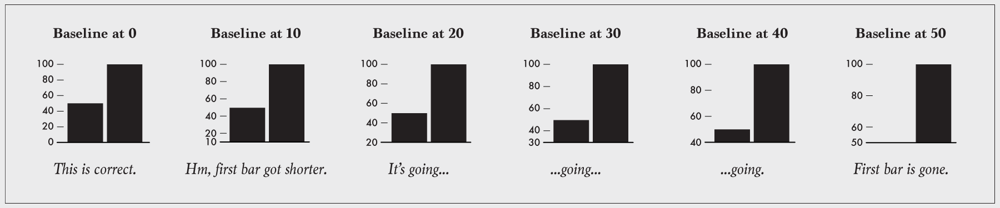 Baseline at 0
100
80
60
40
20
0
This is correct.
Baseline at 10
100
80
60
40
20
10
Hm, first bar got shorter.
Baseline at 20
100
80
60
40
20
It's going...
Baseline at 30
100
80
60
40
30
...going...
Baseline at 40
100
80
60
40
...going.
Baseline at 50
100
80
60
50
First bar is gone.